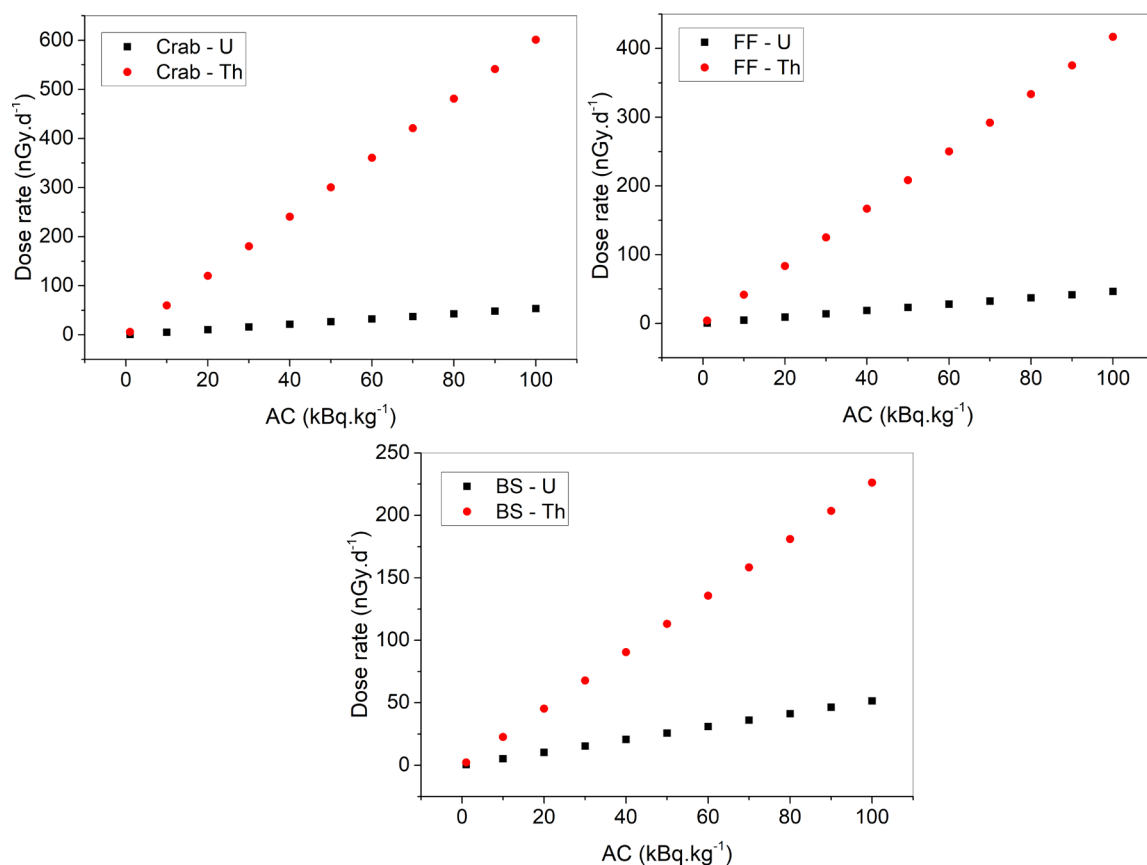 Crab - U
Crab - Th
Dose rate (nGy.d⁻¹)
600
500
400
300
200
100
0
0 20 40 60 80 100
AC (kBq.kg⁻¹)
FF - U
FF - Th
Dose rate (nGy.d⁻¹)
400
300
200
100
0
0 20 40 60 80 100
AC (kBq.kg⁻¹)
BS - U
BS - Th
Dose rate (nGy.d⁻¹)
250
200
150
100
50
0
0 20 40 60 80 100
AC (kBq.kg⁻¹)